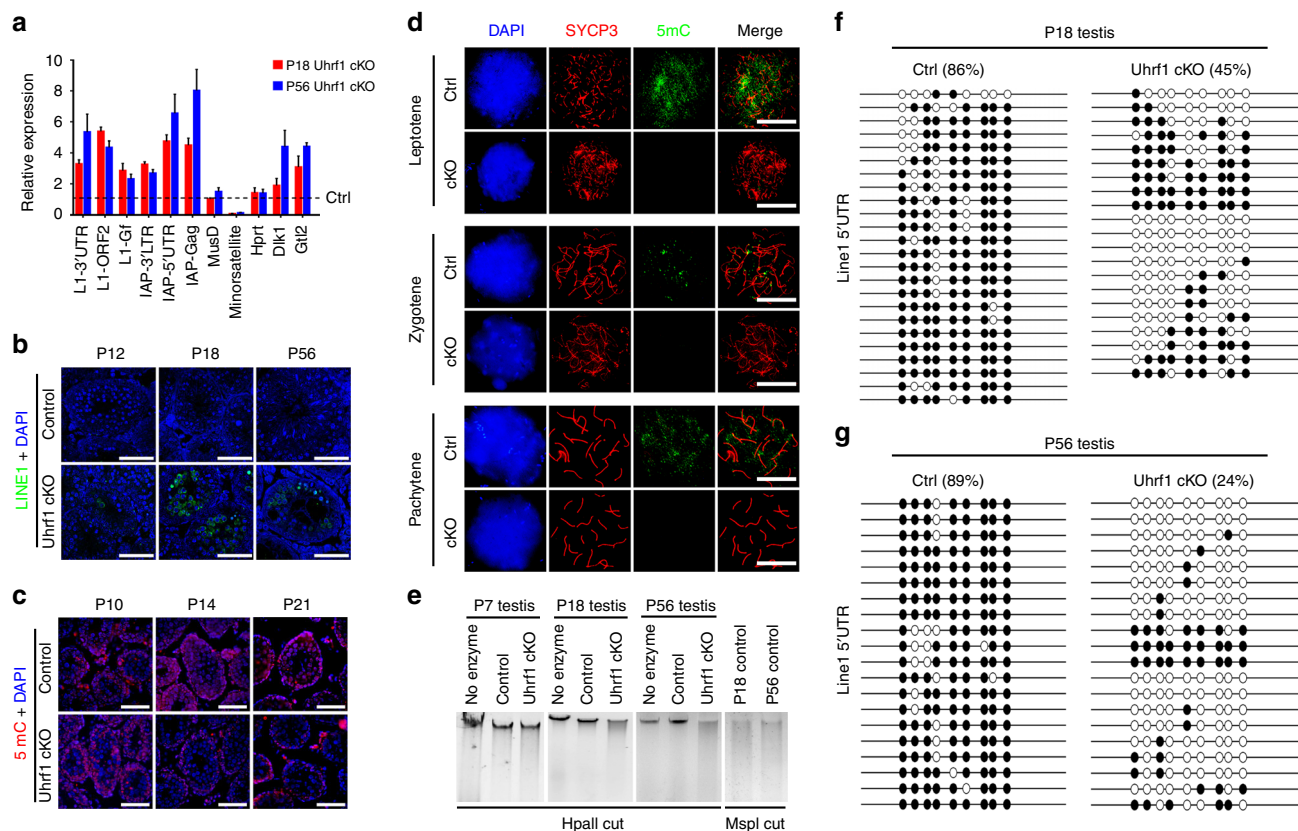 a
P18 Uhrf1 cKO
P56 Uhrf1 cKO
Relative expression
10
8
6
4
2
0
Ctrl
L1-3′UTR
L1-ORF2
L1-Gf
IAP-3′LTR
IAP-5′UTR
IAP-Gag
MusD
Minorsatellite
Hprt
Dlk1
Gtl2
b
P12
P18
P56
LINE1 + DAPI
Control
Uhrf1 cKO
c
P10
P14
P21
5 mC + DAPI
Control
Uhrf1 cKO
d
DAPI
SYCP3
5mC
Merge
Leptotene
Ctrl
cKO
Zygotene
Ctrl
cKO
Pachytene
Ctrl
cKO
e
P7 testis
P18 testis
P56 testis
No enzyme
Control
Uhrf1 cKO
No enzyme
Control
Uhrf1 cKO
No enzyme
Control
Uhrf1 cKO
P18 control
P56 control
HpaII cut
MspI cut
f
P18 testis
Ctrl (86%)
Uhrf1 cKO (45%)
Line1 5′UTR
g
P56 testis
Ctrl (89%)
Uhrf1 cKO (24%)
Line1 5′UTR